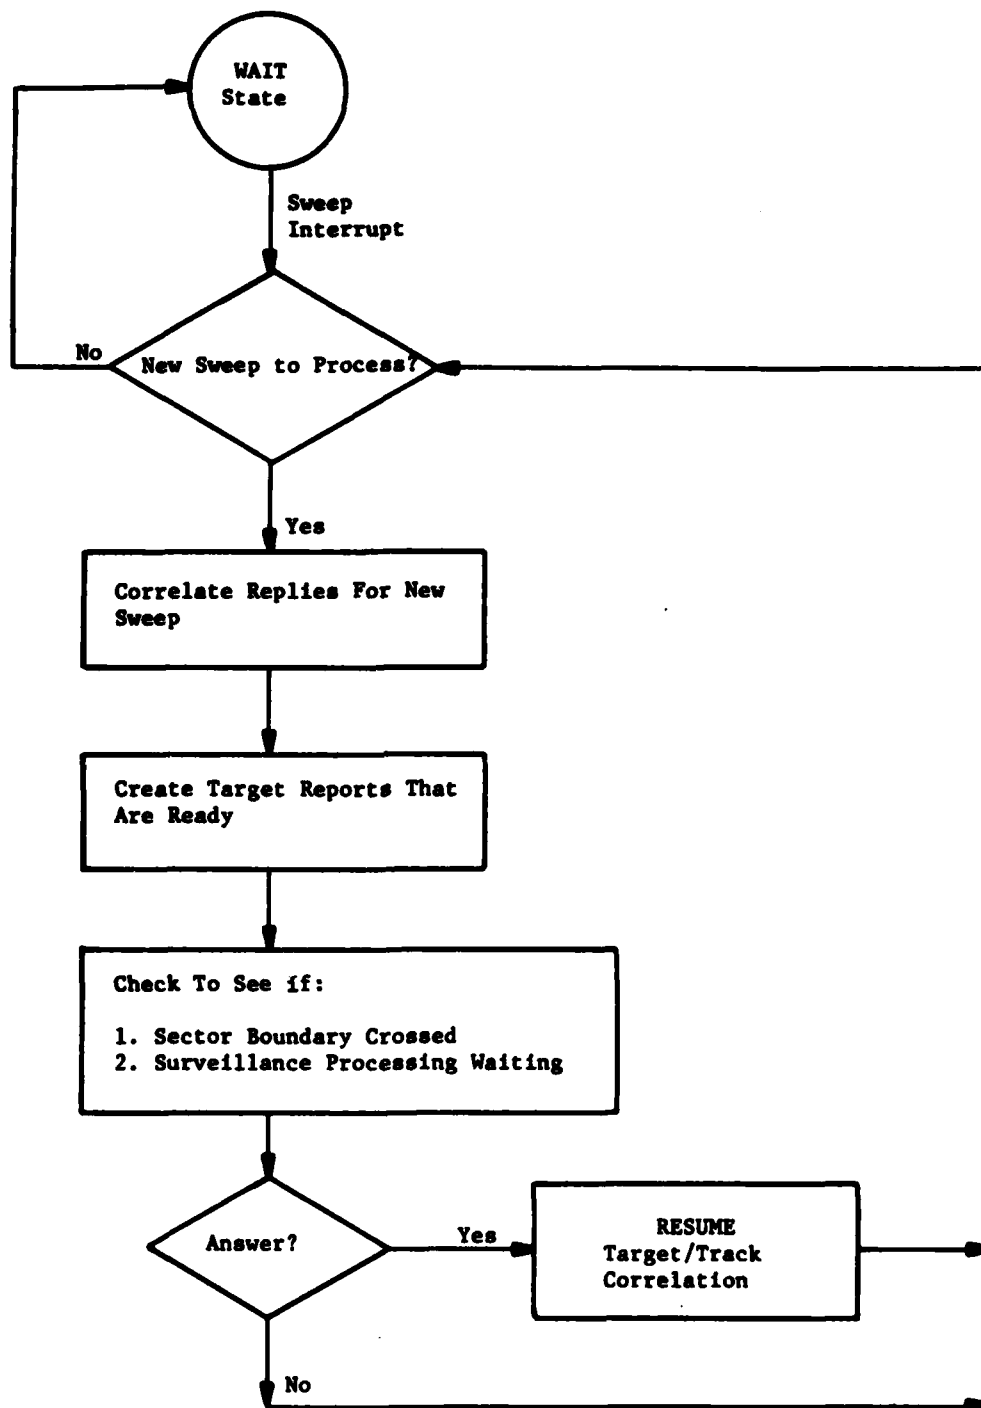 WAIT
State
Sweep
Interrupt
No
New Sweep to Process?
Yes
Correlate Replies For New
Sweep
Create Target Reports That
Are Ready
Check To See if:
1. Sector Boundary Crossed
2. Surveillance Processing Waiting
Answer?
Yes
RESUME
Target/Track
Correlation
No